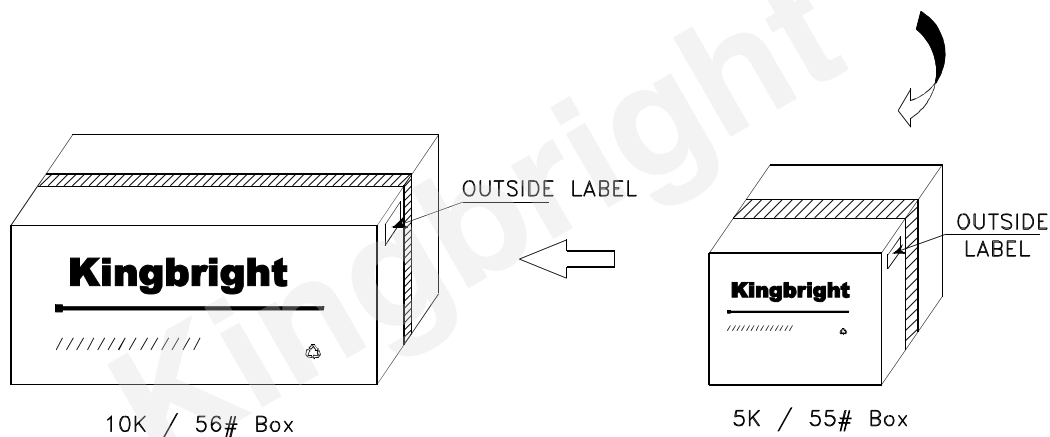 OUTSIDE LABEL
Kingbright
10K / 56# Box
OUTSIDE
LABEL
Kingbright
5K / 55# Box
Kingbright